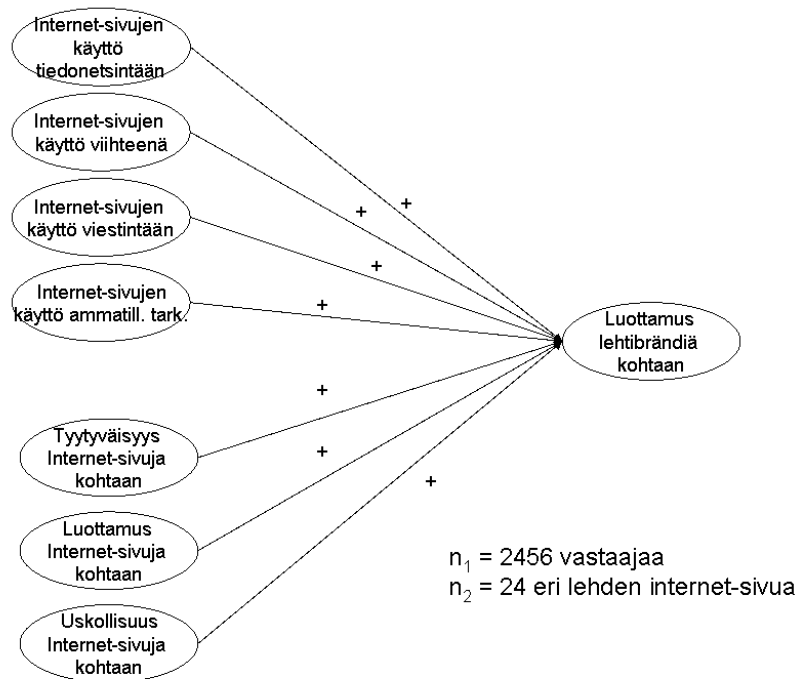 Internet-sivujen
käyttö
tiedonetsintään
Internet-sivujen
käyttö viihteenä
Internet-sivujen
käyttö viestintään
Internet-sivujen
käyttö ammatill. tark.
+
+
+
+
Luottamus
lehtibrändiä
kohtaan
+
+
+
Tyytyväisyys
Internet-sivuja
kohtaan
Luottamus
Internet-sivuja
kohtaan
Uskollisuus
Internet-sivuja
kohtaan
n₁ = 2456 vastaajaa
n₂ = 24 eri lehden internet-sivua